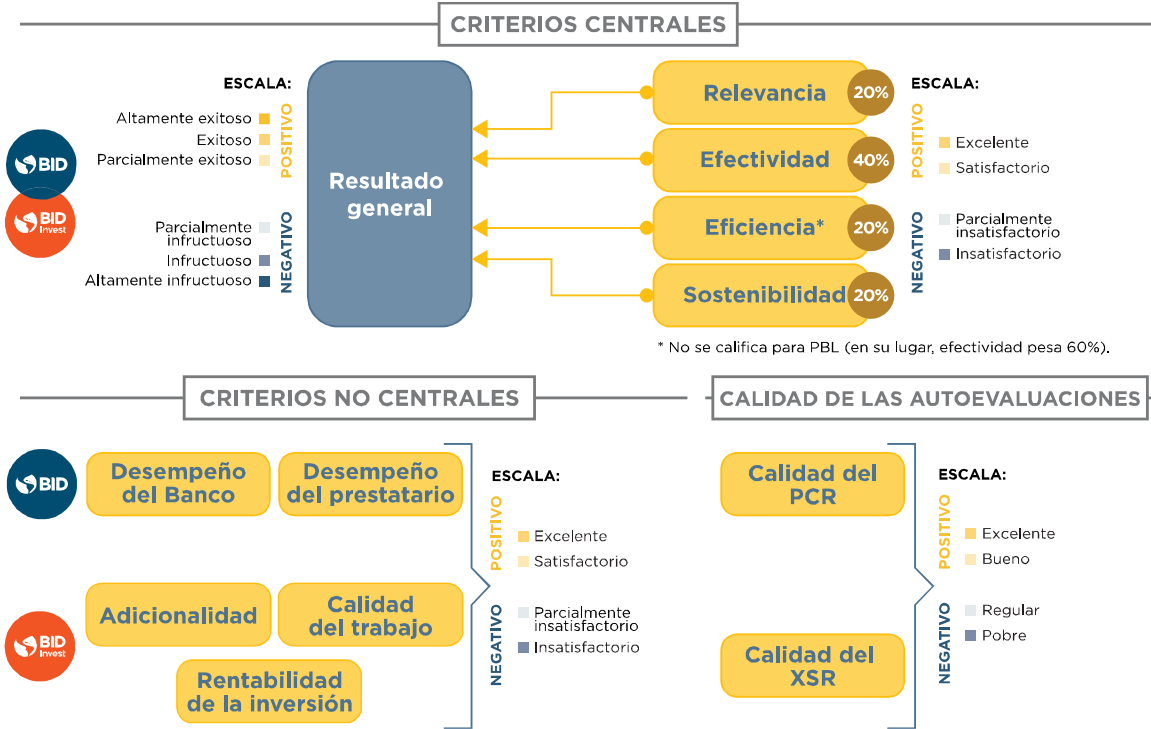 CRITERIOS CENTRALES
ESCALA:
Altamente exitoso
Exitoso
Parcialmente exitoso
POSITIVO
Parcialmente
infructuoso
Infructuoso
Altamente infructuoso
NEGATIVO
BID
BID
Invest
Resultado
general
Relevancia
20%
Efectividad
40%
Eficiencia*
20%
Sostenibilidad
20%
ESCALA:
POSITIVO
Excelente
Satisfactorio
NEGATIVO
Parcialmente
insatisfactorio
Insatisfactorio
* No se califica para PBL (en su lugar, efectividad pesa 60%).
CRITERIOS NO CENTRALES
BID
Desempeño
del Banco
Desempeño
del prestatario
BID
Invest
Adicionalidad
Calidad
del trabajo
Rentabilidad
de la inversión
ESCALA:
POSITIVO
Excelente
Satisfactorio
NEGATIVO
Parcialmente
insatisfactorio
Insatisfactorio
CALIDAD DE LAS AUTOEVALUACIONES
Calidad del
PCR
Calidad del
XSR
ESCALA:
POSITIVO
Excelente
Bueno
NEGATIVO
Regular
Pobre